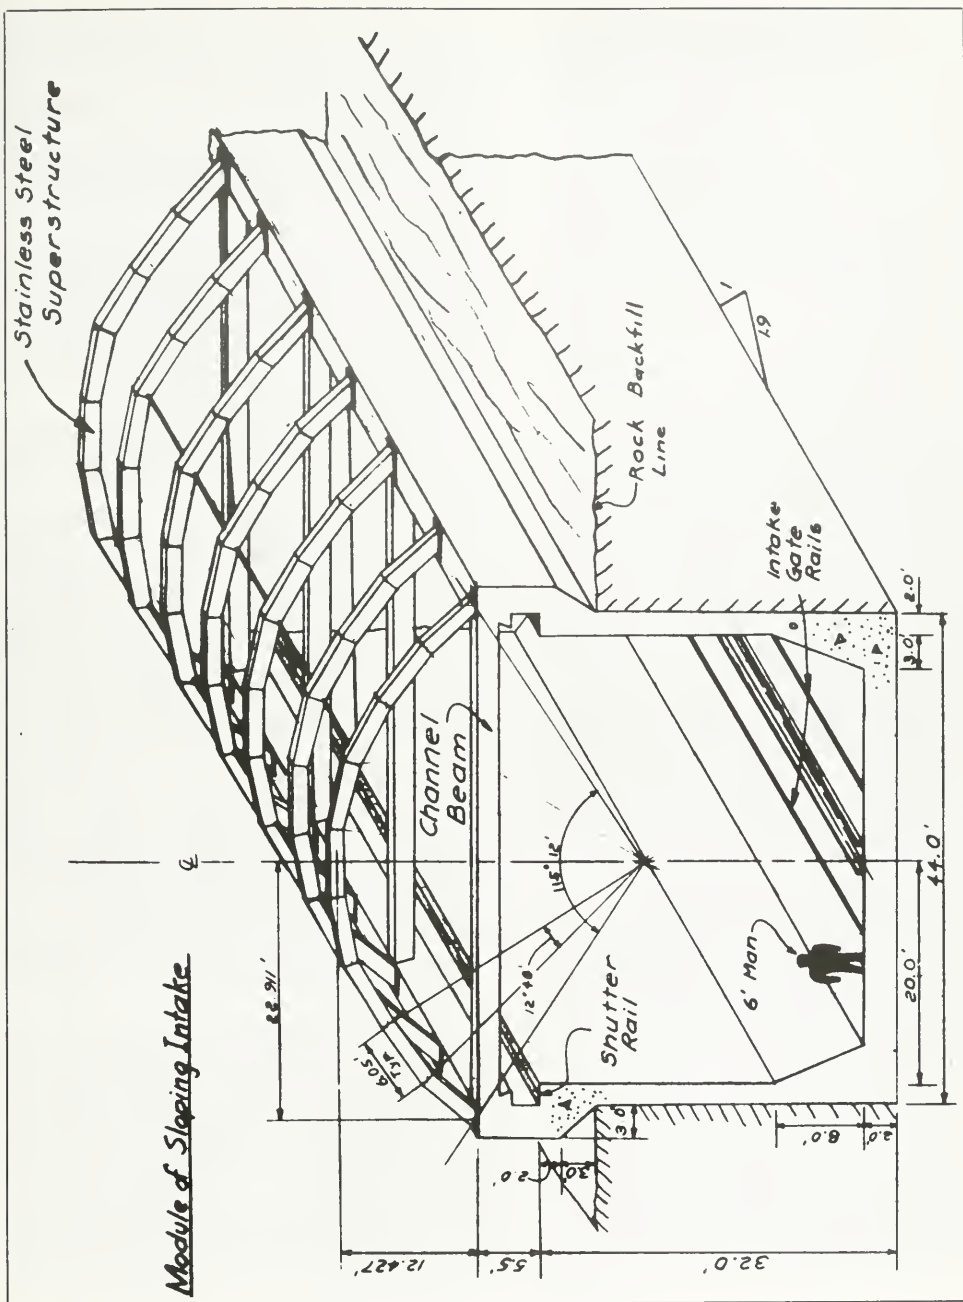 Module of Sloping Intake
Stainless Steel
Superstructure
℄
22.91'
6.05'
TYP
12.427'
5.5'
32.0'
Channel
Beam
115° 12'
12° 48'
Shutter
Rail
6' Man
Rock Backfill
Line
1
1.9
Intake
Gate
Rails
2.0'
3.0'
3.0'
2.0'
3.0'
8.0'
2.0'
20.0'
44.0'